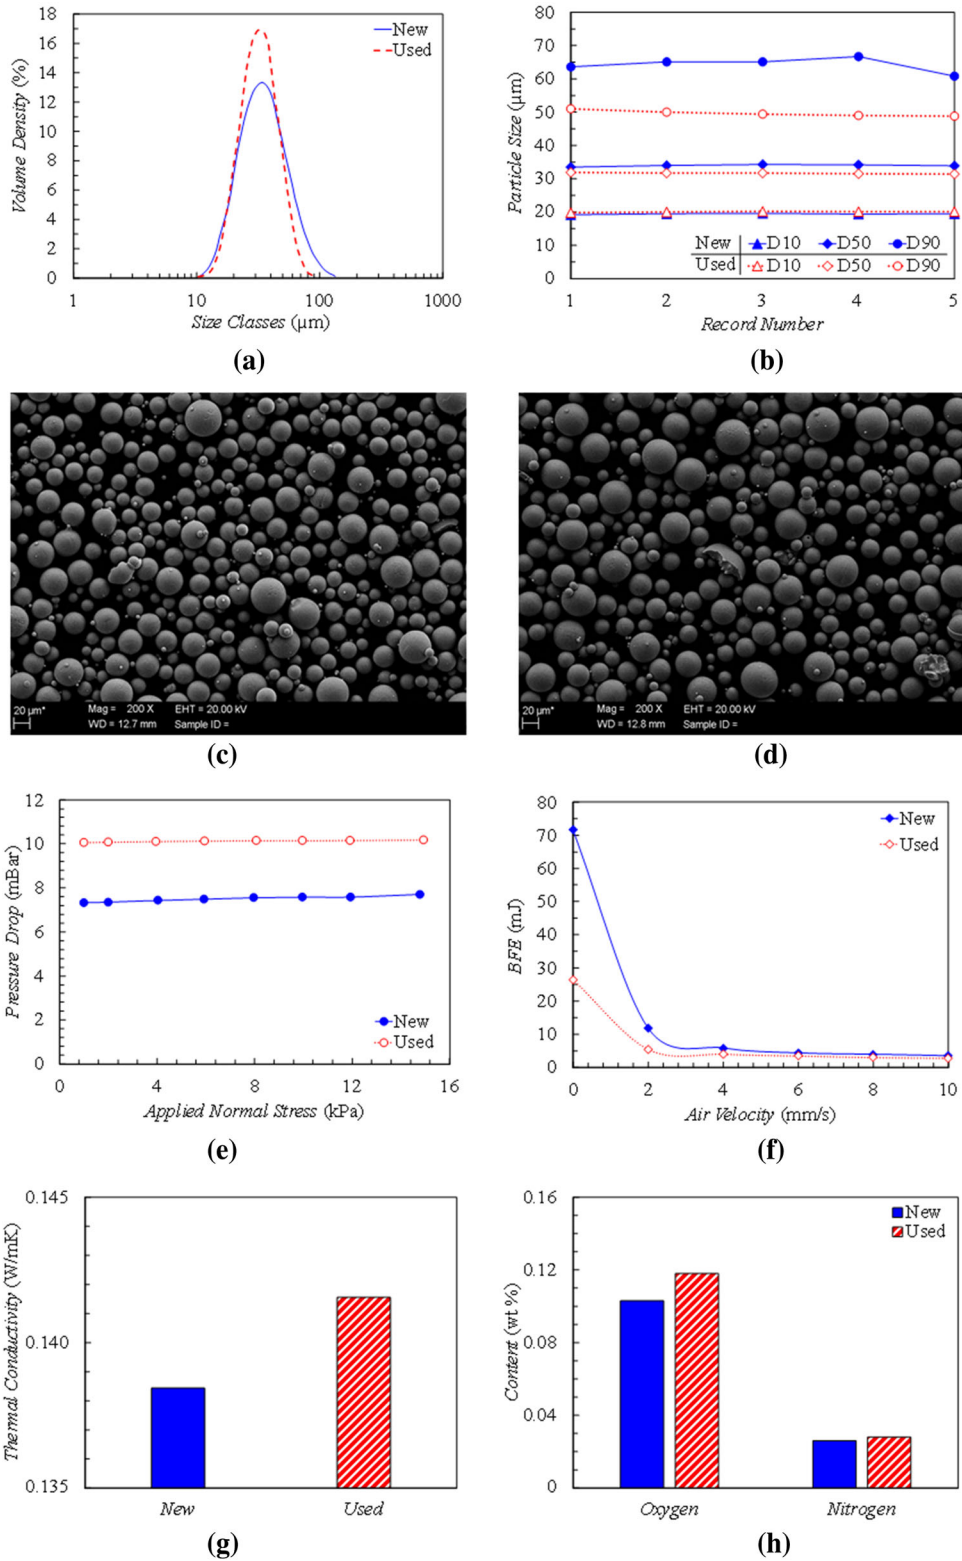 18
16
14
12
10
8
6
4
2
0
Volume Density (%)
New
Used
1
10
100
1000
Size Classes (µm)
(a)
80
70
60
50
40
30
20
10
0
Particle Size (µm)
New D10 D50 D90
Used D10 D50 D90
1
2
3
4
5
Record Number
(b)
20 µm*
Mag = 200 X EHT = 20.00 kV
WD = 12.7 mm Sample ID =
(c)
20 µm*
Mag = 200 X EHT = 20.00 kV
WD = 12.8 mm Sample ID =
(d)
12
10
8
6
4
2
0
Pressure Drop (mBar)
New
Used
0
4
8
12
16
Applied Normal Stress (kPa)
(e)
80
70
60
50
40
30
20
10
0
BFE (mJ)
New
Used
0
2
4
6
8
10
Air Velocity (mm/s)
(f)
0.145
0.140
0.135
Thermal Conductivity (W/mK)
New
Used
(g)
0.16
0.12
0.08
0.04
0
Content (wt %)
New
Used
Oxygen
Nitrogen
(h)